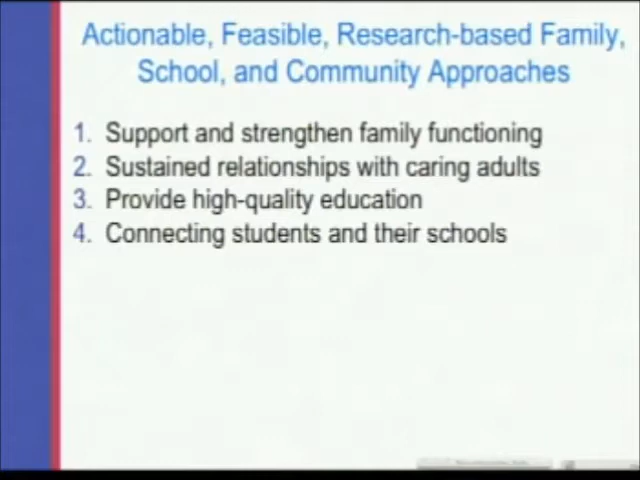 Actionable, Feasible, Research-based Family,
School, and Community Approaches
1. Support and strengthen family functioning
2. Sustained relationships with caring adults
3. Provide high-quality education
4. Connecting students and their schools